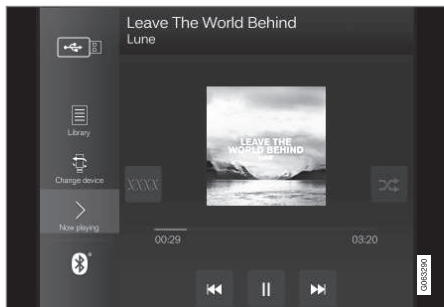 Leave The World Behind
Lune
Library
Change device
Now playing
LEAVE THE
WORLD BEHIND
LUNE
XXXX
00:29
03:20
G063290